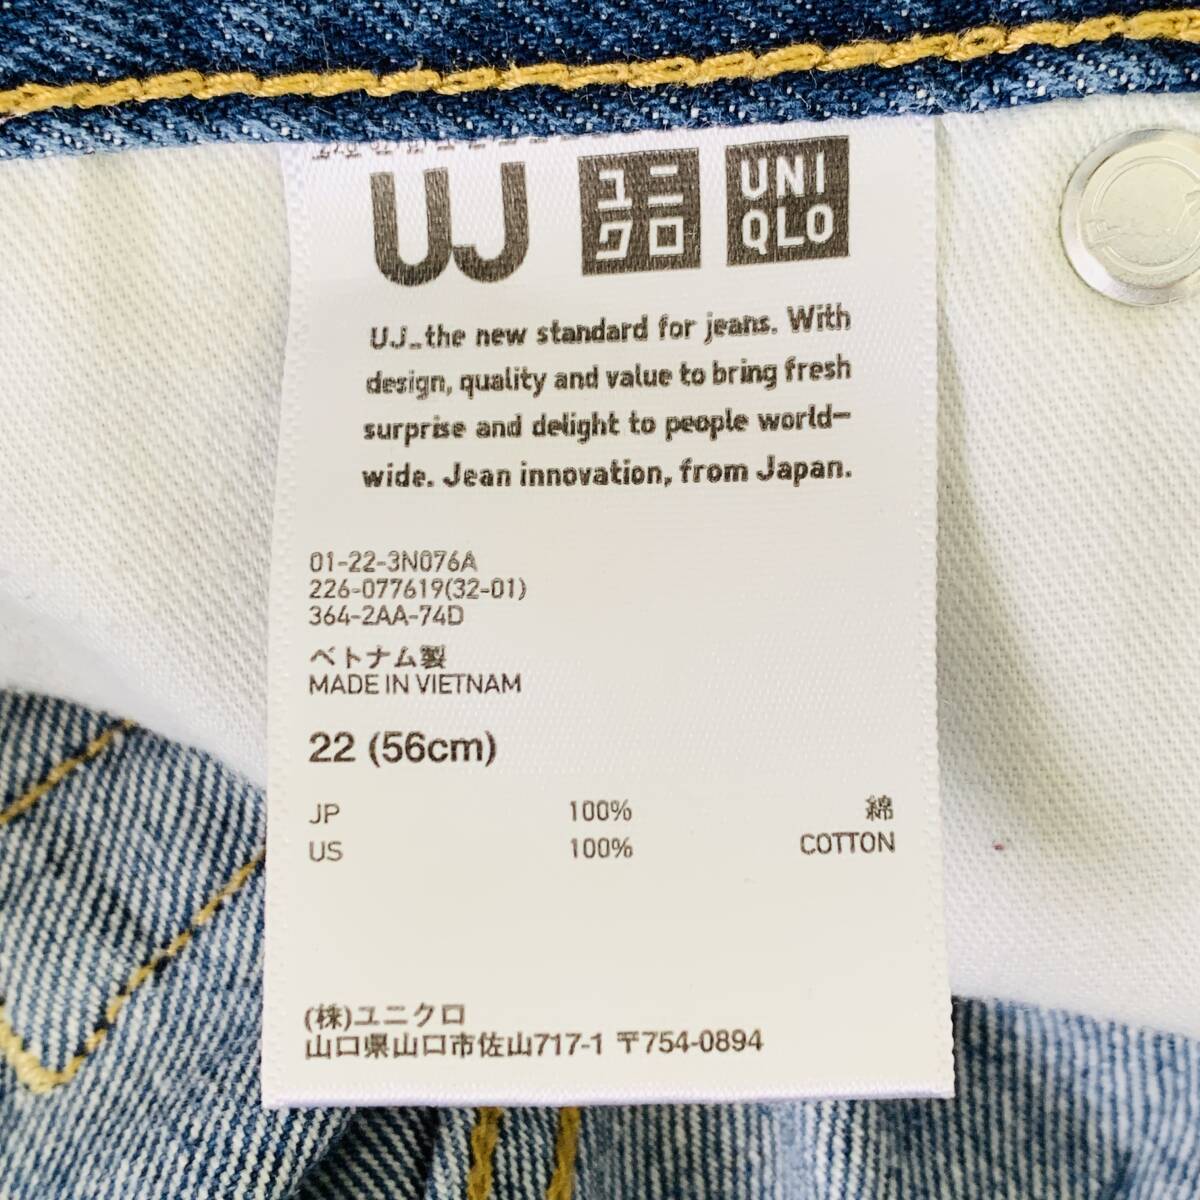 UJ
ユニ
クロ
UNI
QLO
UJ...the new standard for jeans. With
design, quality and value to bring fresh
surprise and delight to people world-
wide. Jean innovation, from Japan.
01-22-3N076A
226-077619(32-01)
364-2AA-74D
ベトナム製
MADE IN VIETNAM
22 (56cm)
JP 100% 綿
US 100% COTTON
(株)ユニクロ
山口県山口市佐山717-1 〒754-0894